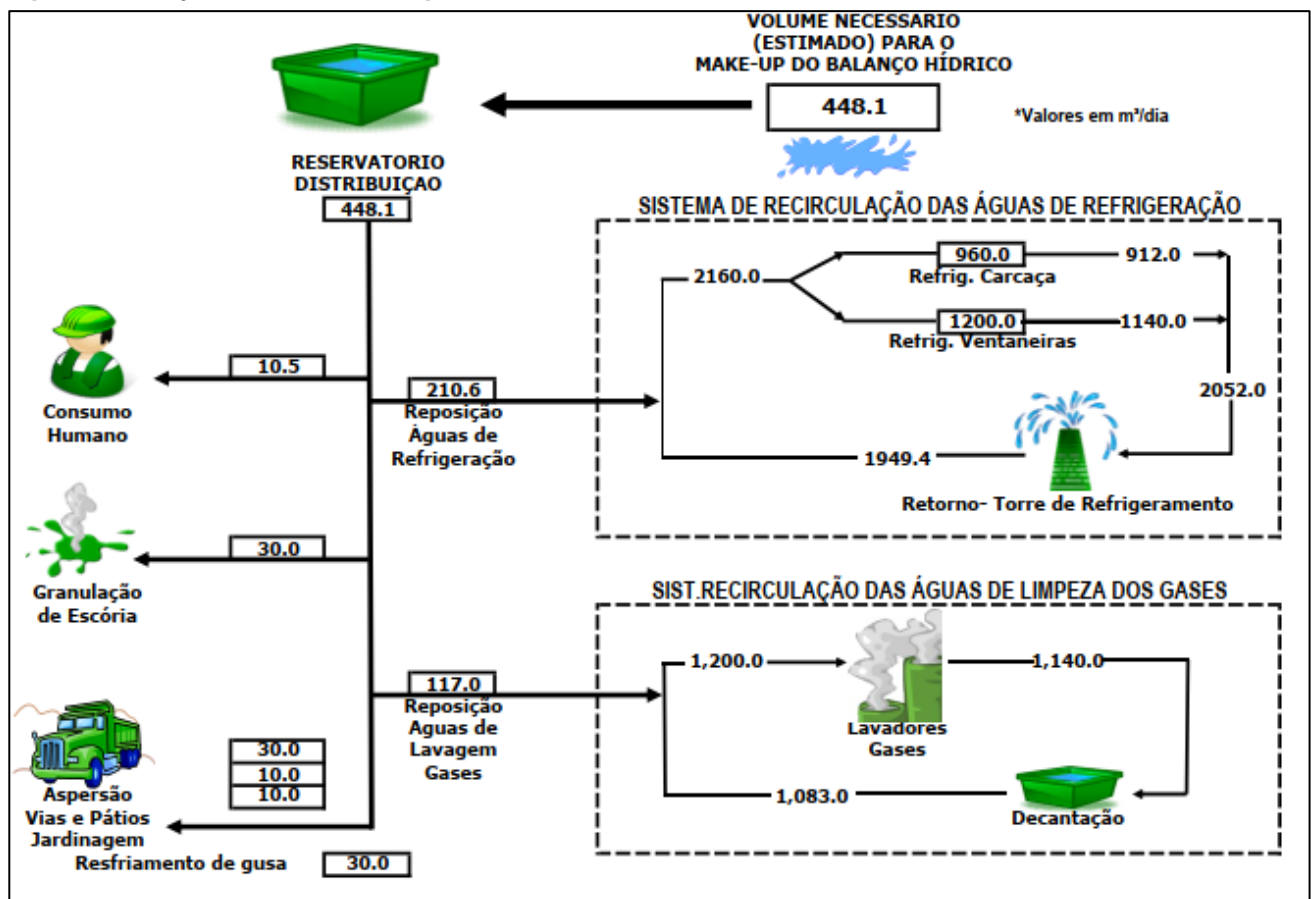 VOLUME NECESSARIO
(ESTIMADO) PARA O
MAKE-UP DO BALANÇO HÍDRICO
448.1
*Valores em m³/dia
RESERVATORIO
DISTRIBUIÇAO
448.1
SISTEMA DE RECIRCULAÇÃO DAS ÁGUAS DE REFRIGERAÇÃO
2160.0
960.0
912.0
Refrig. Carcaça
1200.0
1140.0
Refrig. Ventaneiras
2052.0
1949.4
Retorno- Torre de Refrigeramento
10.5
Consumo
Humano
210.6
Reposição
Águas de
Refrigeração
30.0
Granulação
de Escória
SIST.RECIRCULAÇÃO DAS ÁGUAS DE LIMPEZA DOS GASES
1,200.0
1,140.0
Lavadores
Gases
1,083.0
Decantação
117.0
Reposição
Aguas de
Lavagem
Gases
30.0
10.0
10.0
Aspersão
Vias e Pátios
Jardinagem
Resfriamento de gusa
30.0